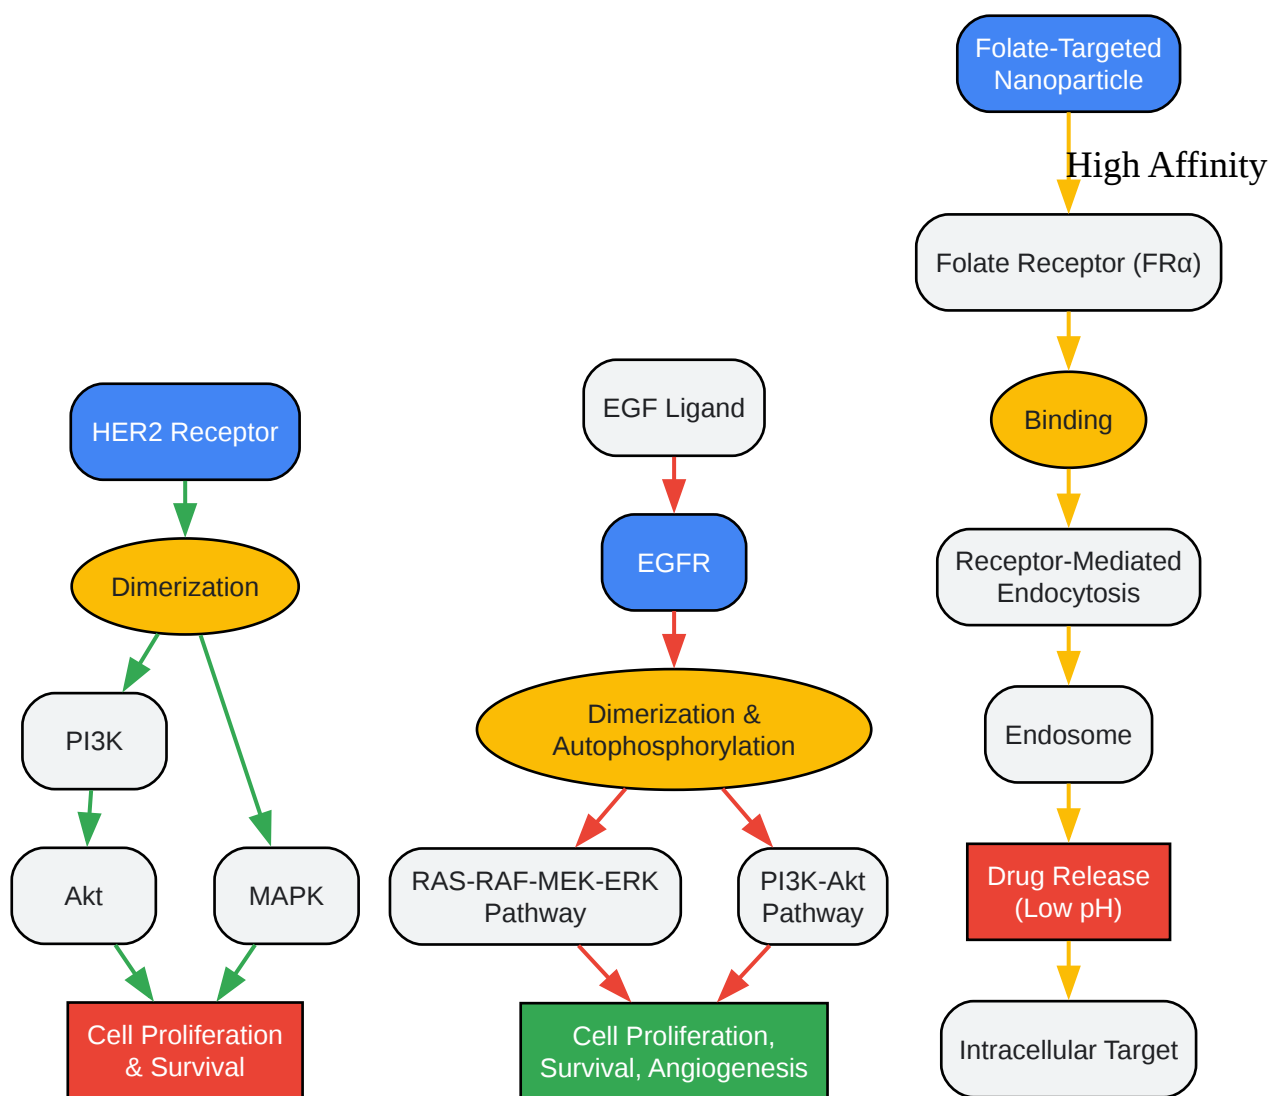 HER2 Receptor
Dimerization
PI3K
Akt
MAPK
Cell Proliferation
& Survival
EGF Ligand
EGFR
Dimerization &
Autophosphorylation
RAS-RAF-MEK-ERK
Pathway
PI3K-Akt
Pathway
Cell Proliferation,
Survival, Angiogenesis
Folate-Targeted
Nanoparticle
High Affinity
Folate Receptor (FRα)
Binding
Receptor-Mediated
Endocytosis
Endosome
Drug Release
(Low pH)
Intracellular Target